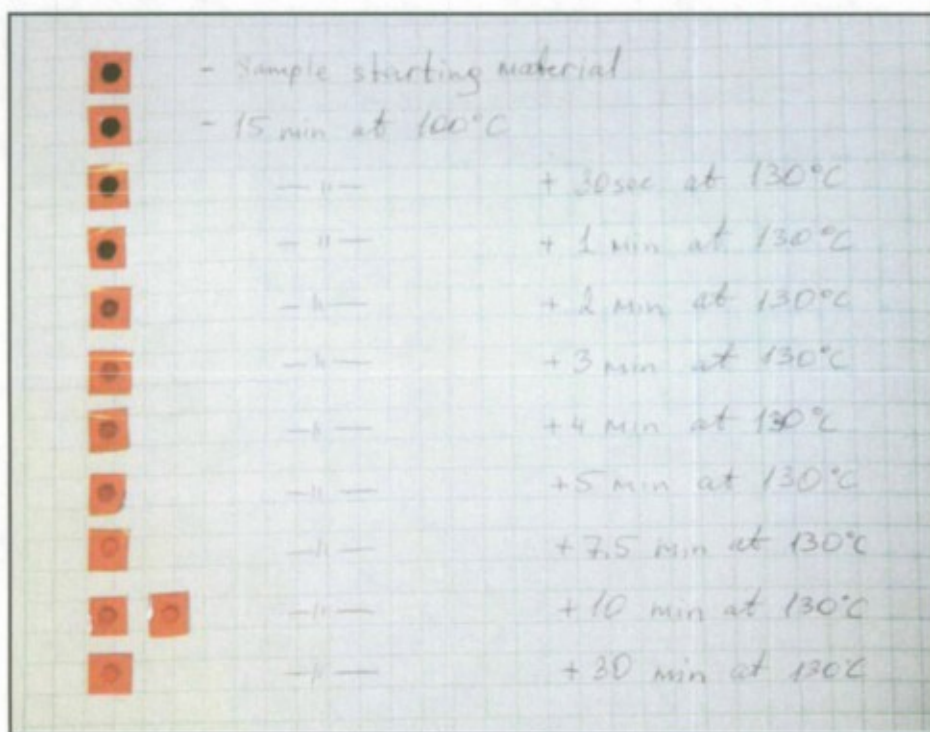 - Sample starting material
- 15 min at 100°C
— 〃 — + 30sec at 130°C
— 〃 — + 1 min at 130°C
— 〃 — + 2 min at 130°C
— 〃 — + 3 min at 130°C
— 〃 — + 4 min at 130°C
— 〃 — + 5 min at 130°C
— 〃 — + 7,5 min at 130°C
— 〃 — + 10 min at 130°C
— 〃 — + 30 min at 130°C